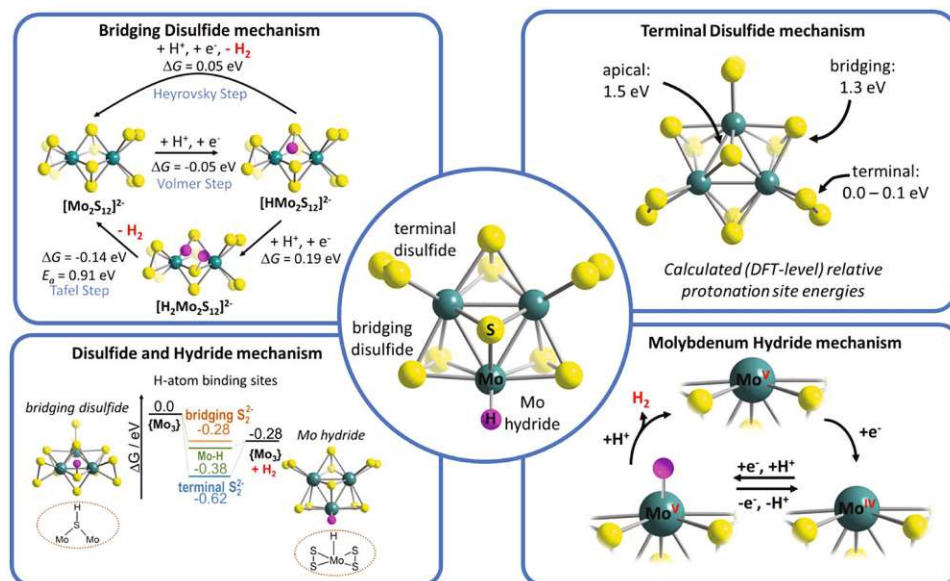 Bridging Disulfide mechanism
+ H⁺, + e⁻, - H₂
ΔG = 0.05 eV
Heyrovsky Step
+ H⁺, + e⁻
ΔG = -0.05 eV
Volmer Step
[Mo₂S₁₂]²⁻
[HMo₂S₁₂]²⁻
- H₂
ΔG = -0.14 eV
Eₐ = 0.91 eV
Tafel Step
+ H⁺, + e⁻
ΔG = 0.19 eV
[H₂Mo₂S₁₂]²⁻
Terminal Disulfide mechanism
apical:
1.5 eV
bridging:
1.3 eV
terminal:
0.0 – 0.1 eV
Calculated (DFT-level) relative
protonation site energies
terminal
disulfide
bridging
disulfide
S
Mo
H
Mo
hydride
Disulfide and Hydride mechanism
H-atom binding sites
bridging disulfide
ΔG / eV
0.0
{Mo₃}
bridging S₂²⁻
-0.28
Mo-H
-0.38
terminal S₂²⁻
-0.62
-0.28
{Mo₃}
+ H₂
Mo hydride
H
S
Mo Mo
H
S S
Mo
S S
Molybdenum Hydride mechanism
Mo^V
H₂
+H⁺
+e⁻
+e⁻, +H⁺
-e⁻, -H⁺
Mo^V
Mo^IV